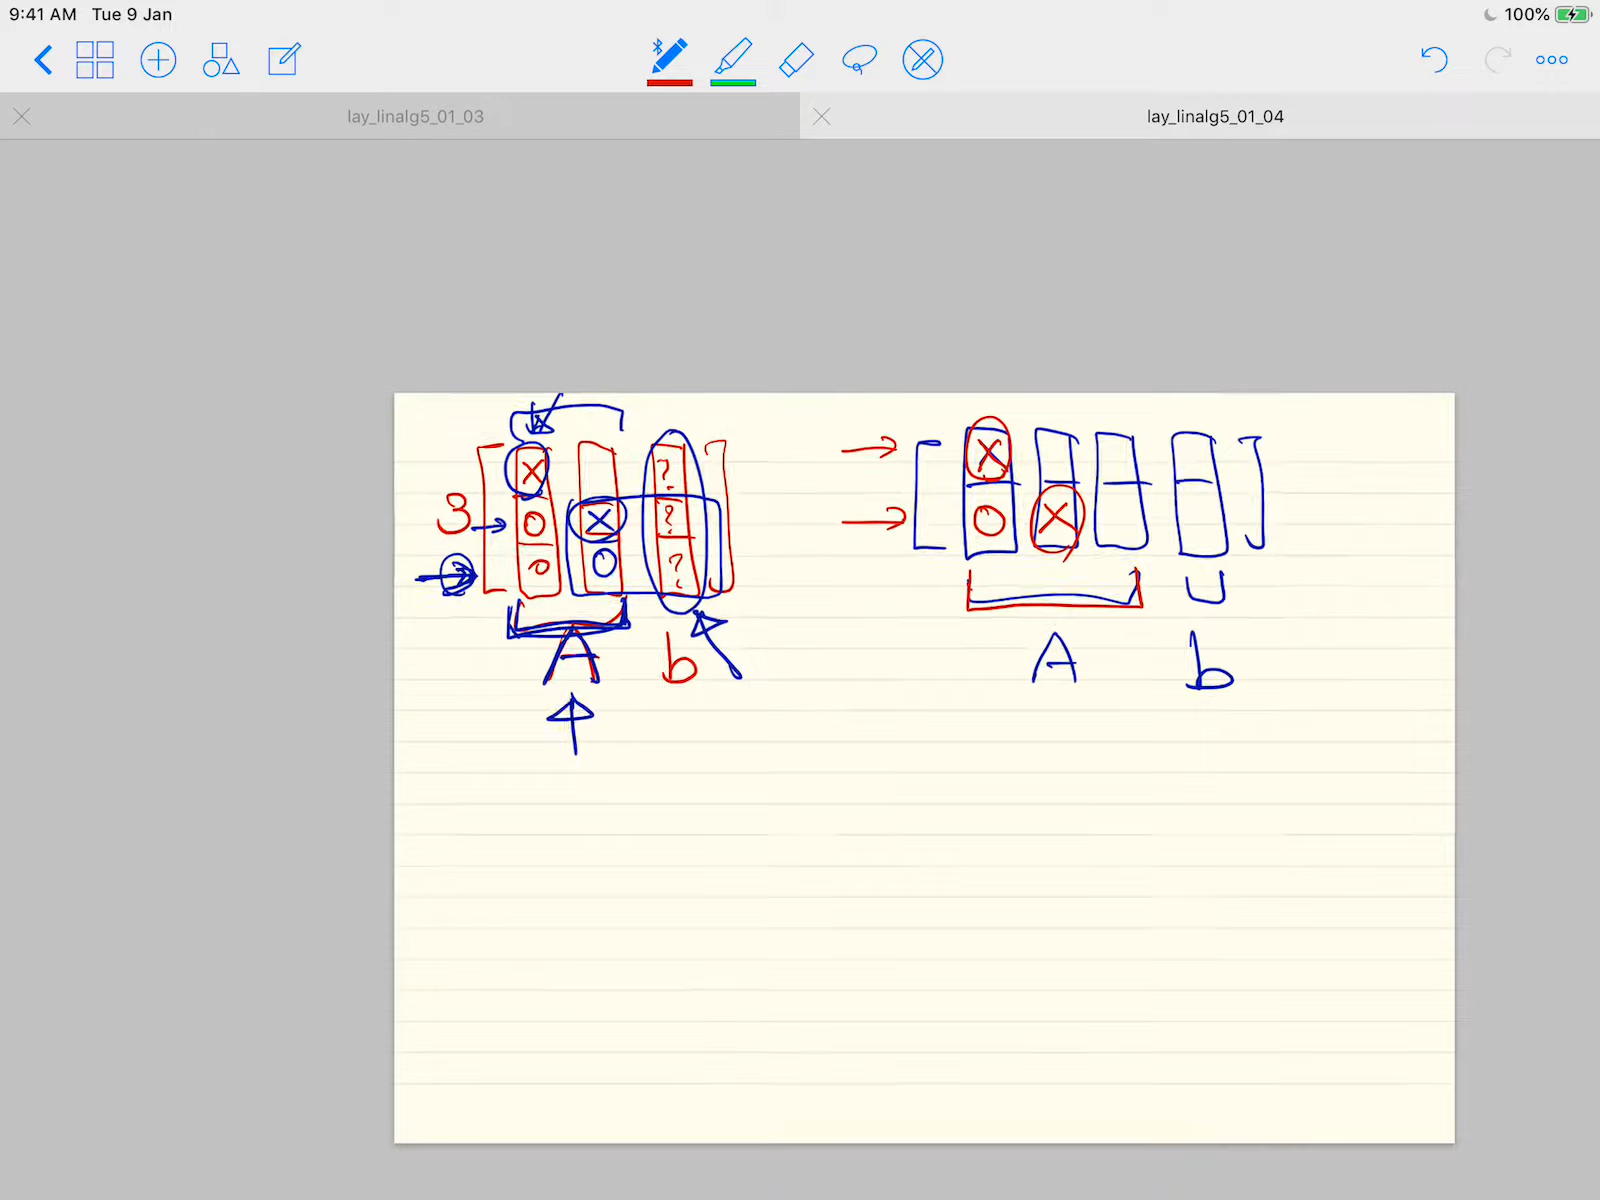 9:41 AM Tue 9 Jan 100%
lay_linalg5_01_03 lay_linalg5_01_04
X ? X
3 O X ? O X
O O ?
A b A b